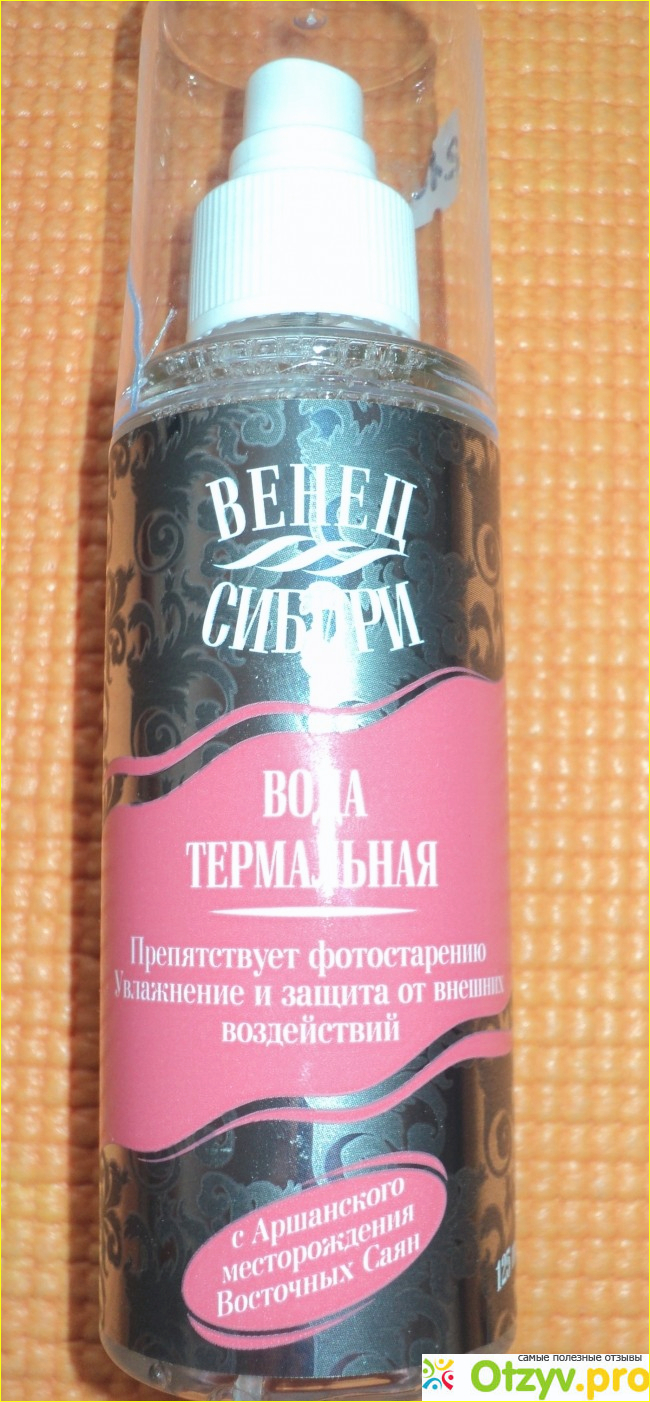 ВЕНЕЦ
СИБИРИ
ВОДА
ТЕРМАЛЬНАЯ
Препятствует фотостарению
Увлажнение и защита от внешних
воздействий
с Аршанского
месторождения
Восточных Саян
125
самые полезные отзывы
Otzyv.pro